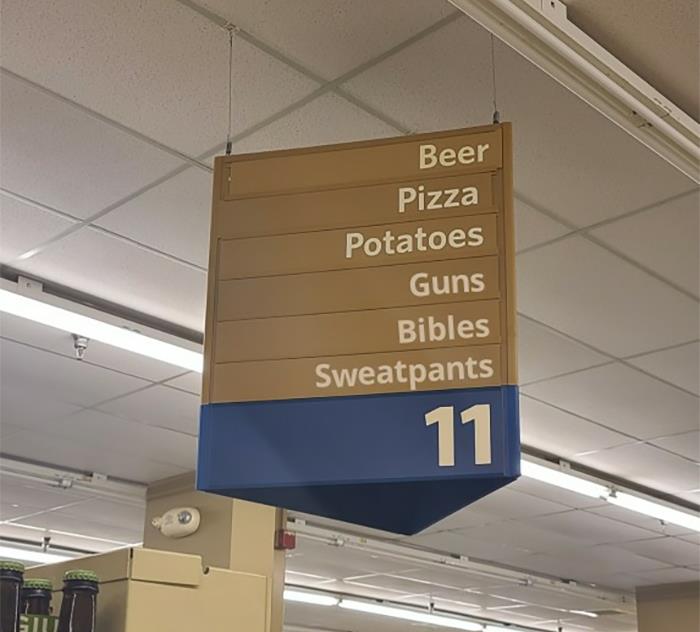 Beer
Pizza
Potatoes
Guns
Bibles
Sweatpants
11